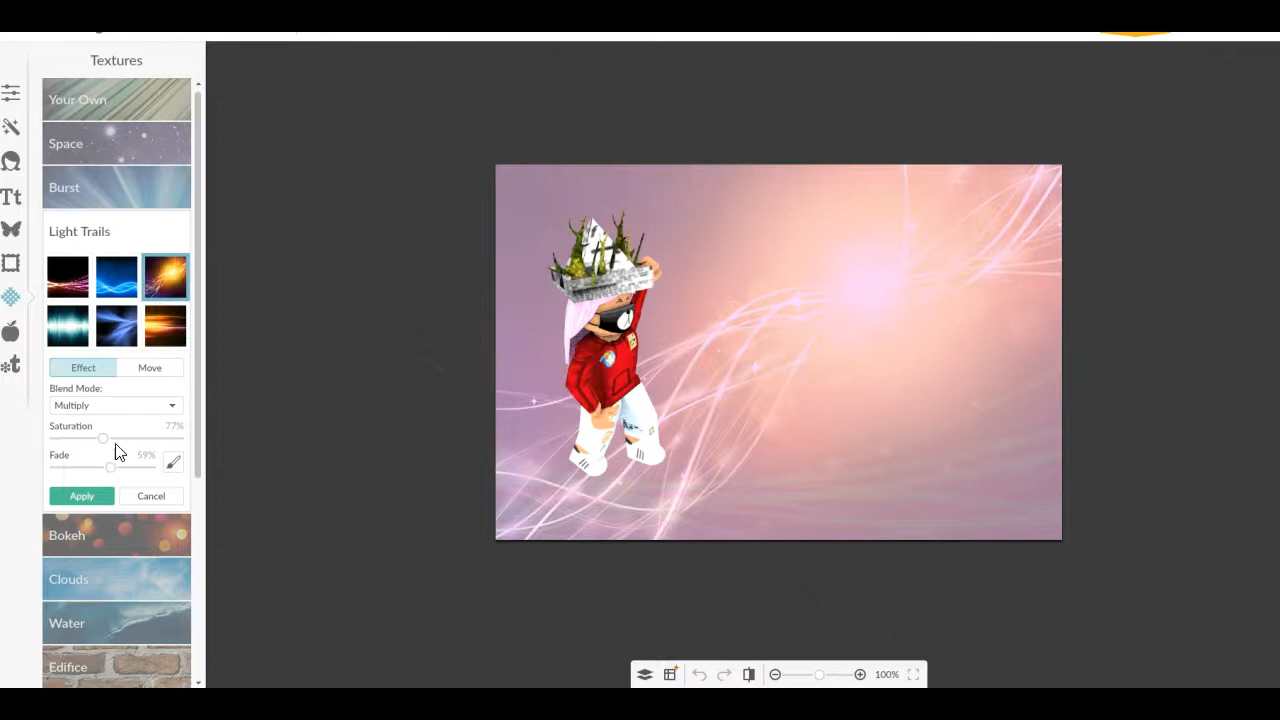 Textures
Your Own
Space
Burst
Light Trails
Effect Move
Blend Mode:
Multiply
Saturation 77%
Fade 59%
Apply Cancel
Bokeh
Clouds
Water
Edifice
Tt
t
100%